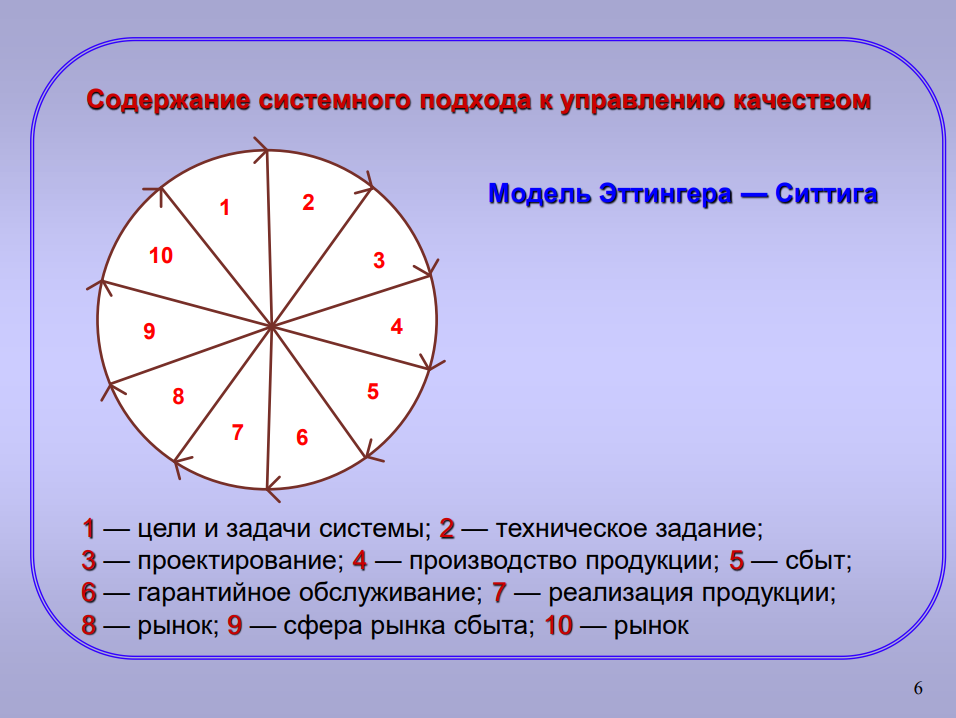 Содержание системного подхода к управлению качеством
Модель Эттингера — Ситтига
1
2
3
4
5
6
7
8
9
10
1 — цели и задачи системы; 2 — техническое задание;
3 — проектирование; 4 — производство продукции; 5 — сбыт;
6 — гарантийное обслуживание; 7 — реализация продукции;
8 — рынок; 9 — сфера рынка сбыта; 10 — рынок
6